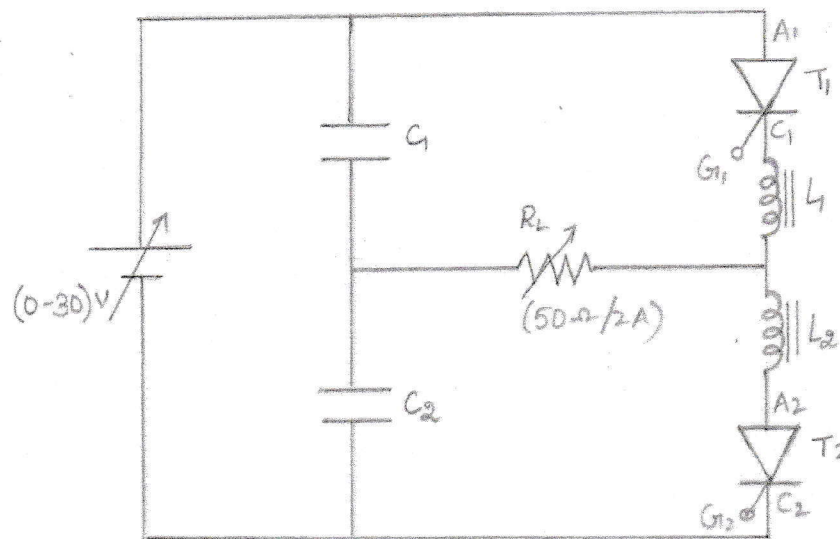 A1
T1
C1
G1
C1
L1
RL
(0-30)V
(50Ω/2A)
L2
C2
A2
T2
G2
C2